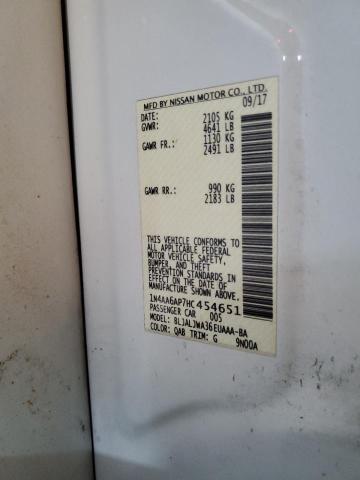 MFD BY NISSAN MOTOR CO., LTD.
DATE: 09/17
GVWR: 2105 KG
4641 LB
GAWR FR.: 1130 KG
2491 LB
GAWR RR.: 990 KG
2183 LB
THIS VEHICLE CONFORMS TO
ALL APPLICABLE FEDERAL
MOTOR VEHICLE SAFETY,
BUMPER, AND THEFT
PREVENTION STANDARDS IN
EFFECT ON THE DATE OF
MANUFACTURE SHOWN ABOVE.
1N4AA6AP7HC454651
PASSENGER CAR 005
MODEL: BLJALJWA36EUAAA-BA
COLOR: QAB TRIM: G 9N00A